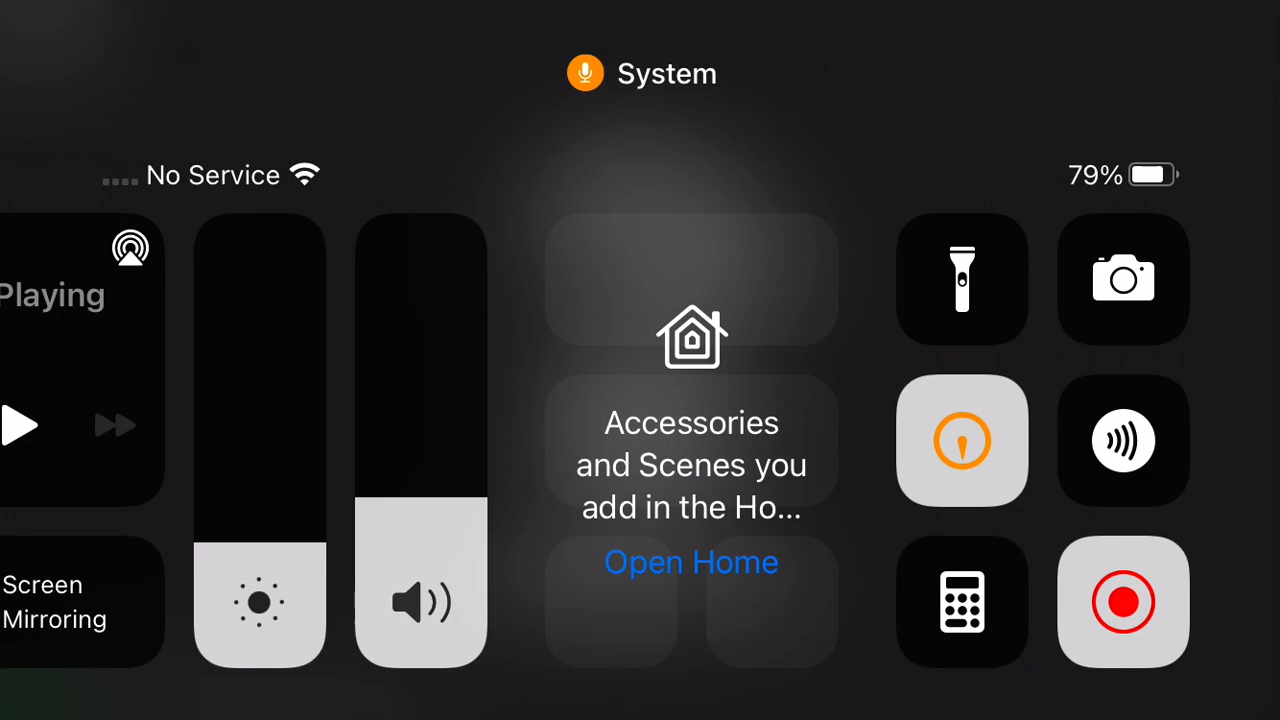 System
No Service
79%
Playing
Accessories
and Scenes you
add in the Ho...
Open Home
Screen
Mirroring